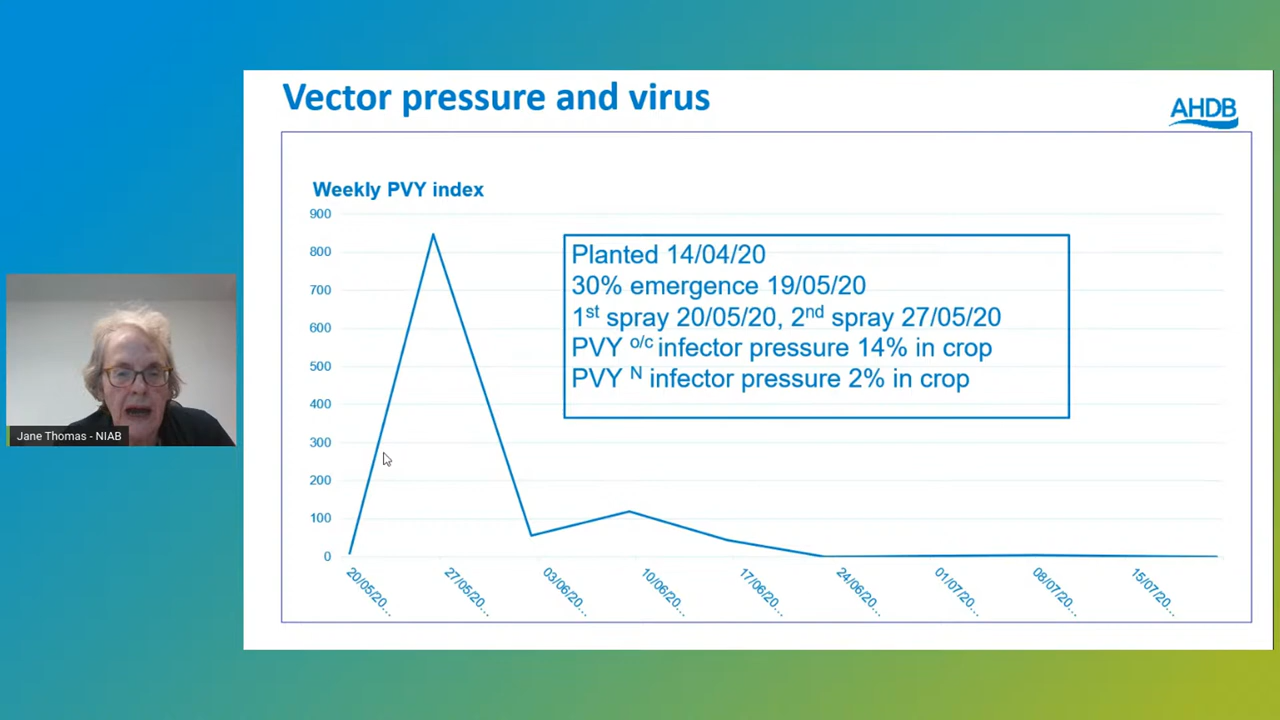 Vector pressure and virus
AHDB
Weekly PVY index
900
800
700
600
500
400
300
200
100
0
Planted 14/04/20
30% emergence 19/05/20
1st spray 20/05/20, 2nd spray 27/05/20
PVY o/c infector pressure 14% in crop
PVY N infector pressure 2% in crop
20/05/20...
27/05/20...
03/06/20...
10/06/20...
17/06/20...
24/06/20...
01/07/20...
08/07/20...
15/07/20...
Jane Thomas - NIAB